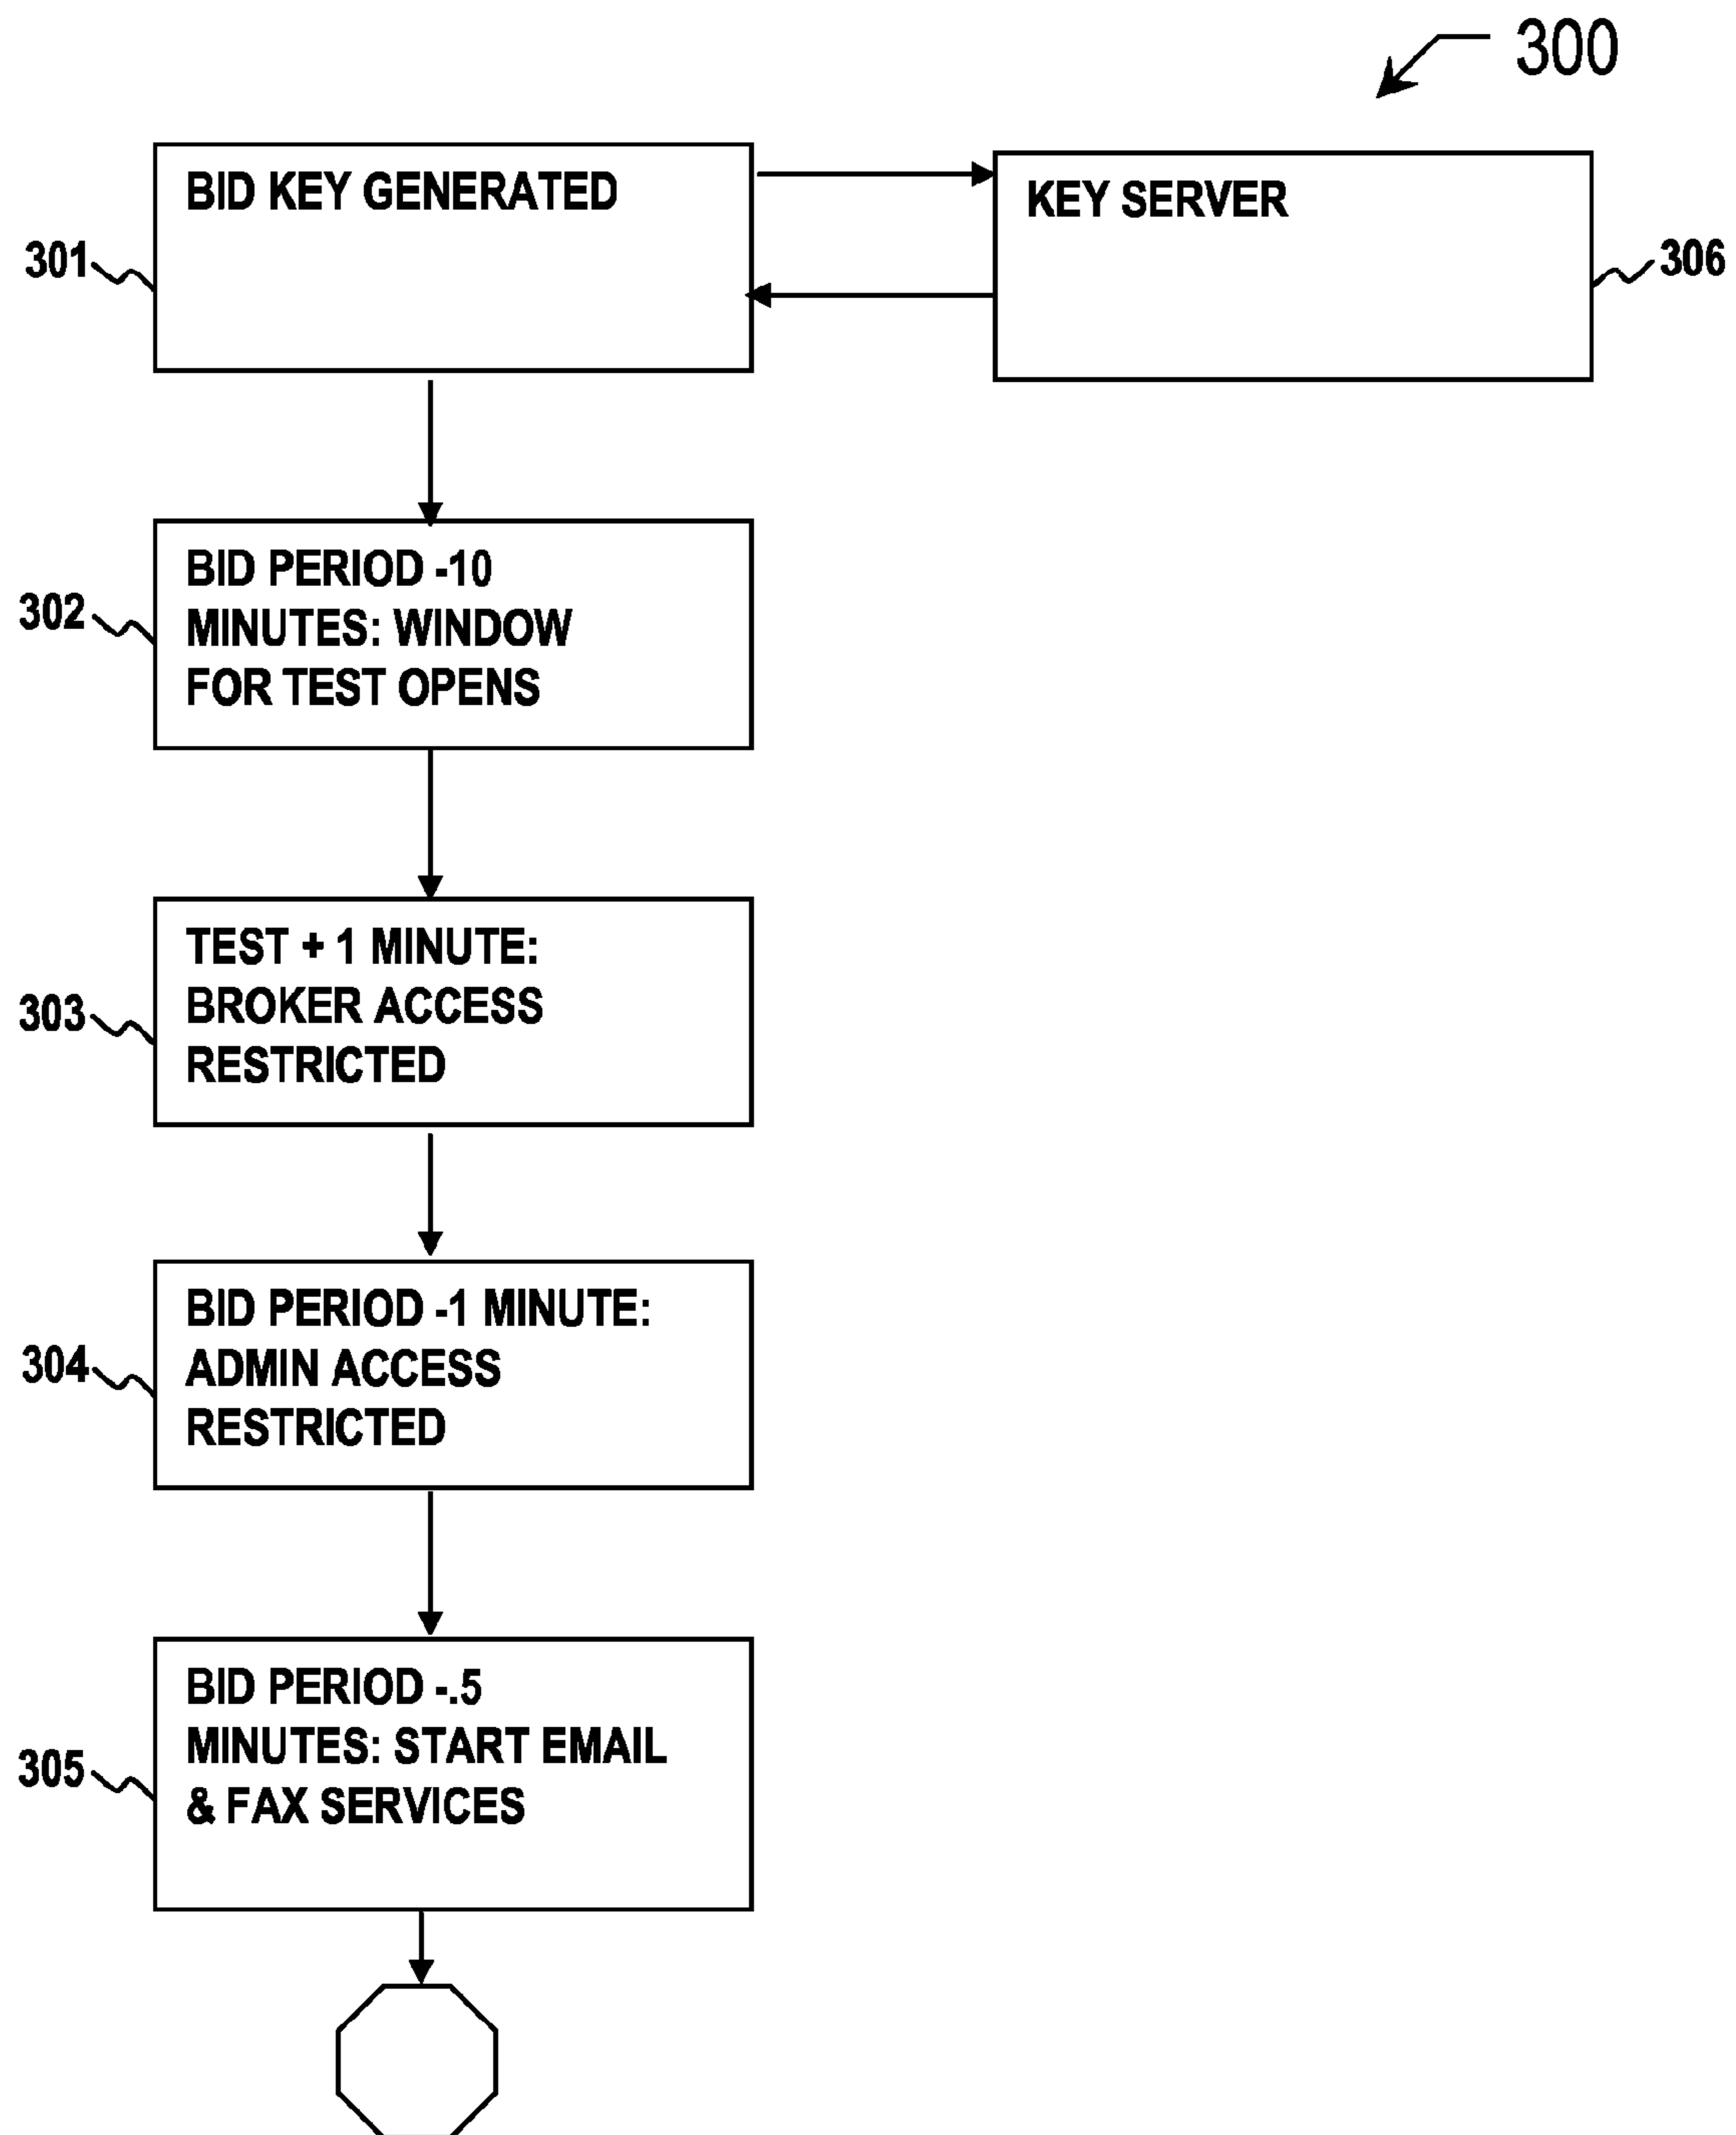 300
BID KEY GENERATED
KEY SERVER
301
306
BID PERIOD -10
MINUTES: WINDOW
FOR TEST OPENS
302
TEST + 1 MINUTE:
BROKER ACCESS
RESTRICTED
303
BID PERIOD -1 MINUTE:
ADMIN ACCESS
RESTRICTED
304
BID PERIOD -.5
MINUTES: START EMAIL
& FAX SERVICES
305